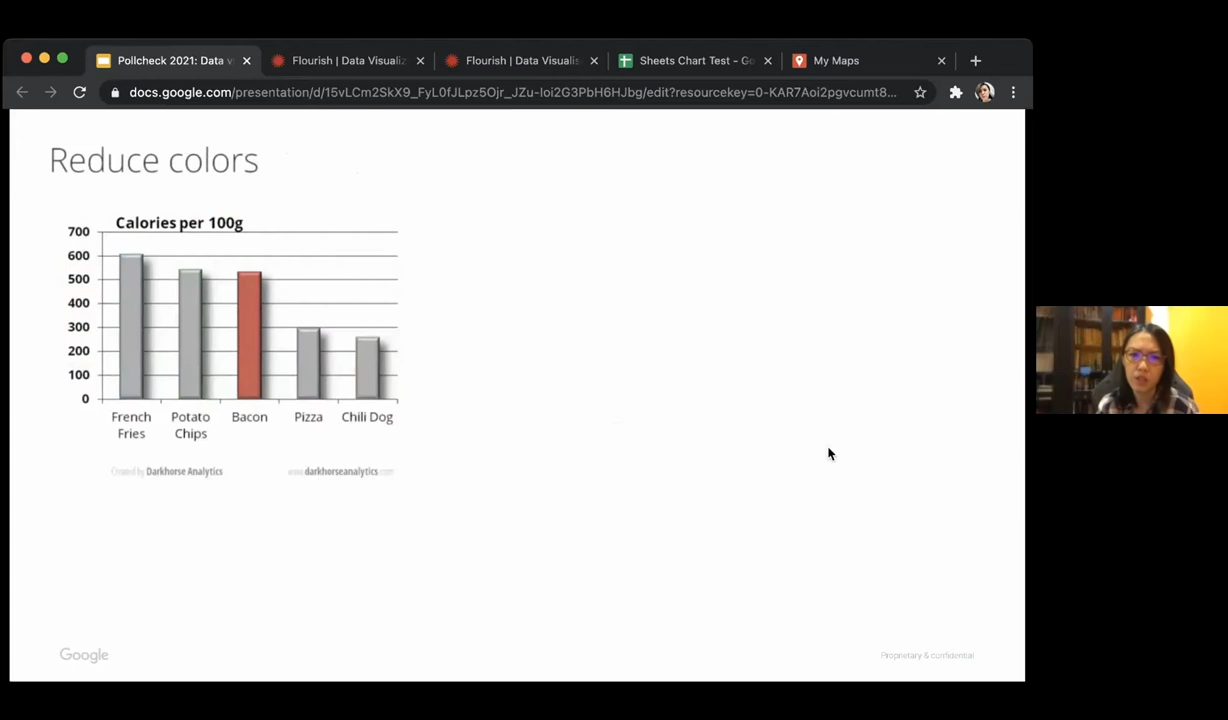 Pollcheck 2021: Data v
Flourish | Data Visualiz
Flourish | Data Visualis
Sheets Chart Test - Go
My Maps
docs.google.com/presentation/d/15vLCm2SkX9_FyL0fJLpz5Ojr_JZu-loi2G3PbH6HJbg/edit?resourcekey=0-KAR7Aoi2pgvcumt8...
Reduce colors
Calories per 100g
700
600
500
400
300
200
100
0
French Fries
Potato Chips
Bacon
Pizza
Chili Dog
Created by Darkhorse Analytics
www.darkhorseanalytics.com
Google
Proprietary & confidential